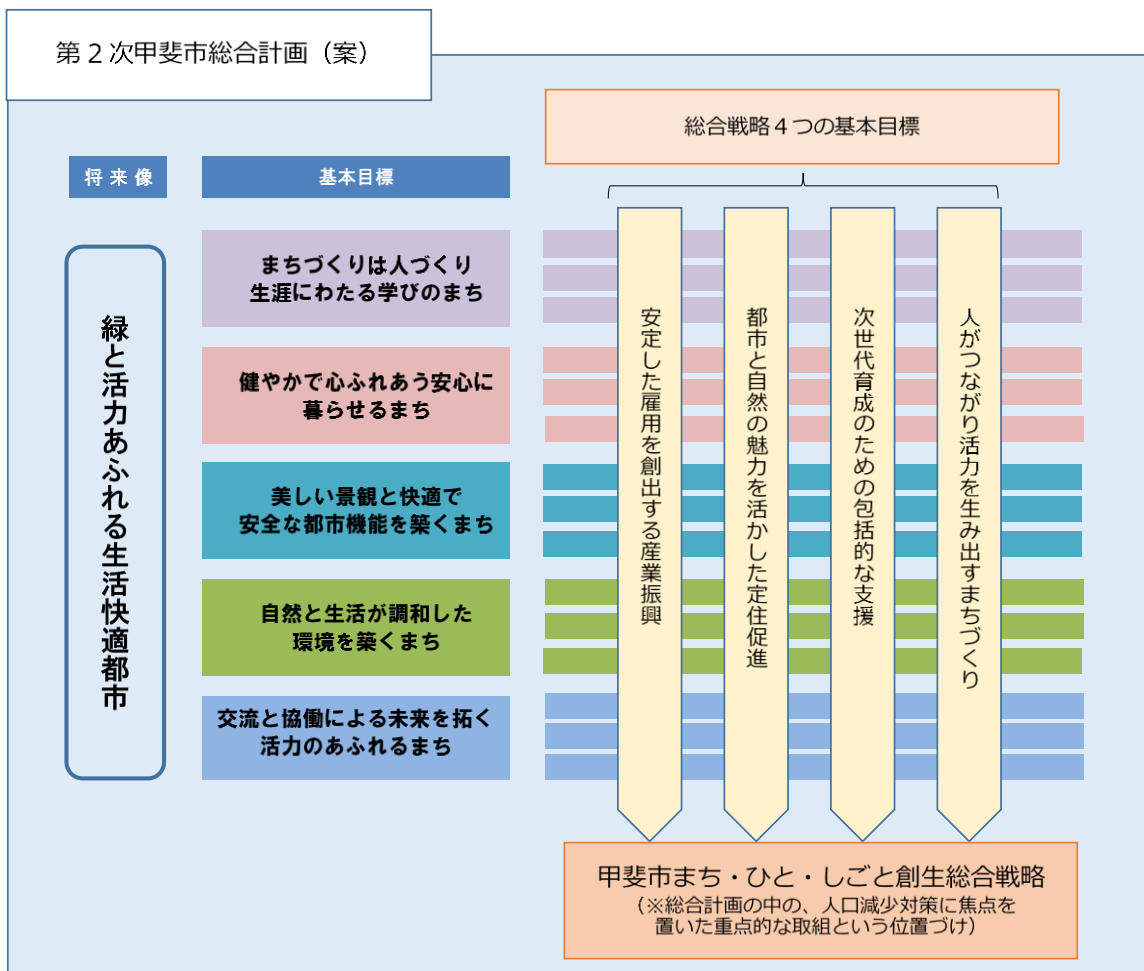 第２次甲斐市総合計画（案）
総合戦略４つの基本目標
将来像
基本目標
緑と活力あふれる生活快適都市
まちづくりは人づくり
生涯にわたる学びのまち
健やかで心ふれあう安心に
暮らせるまち
美しい景観と快適で
安全な都市機能を築くまち
自然と生活が調和した
環境を築くまち
交流と協働による未来を拓く
活力のあふれるまち
安定した雇用を創出する産業振興
都市と自然の魅力を活かした定住促進
次世代育成のための包括的な支援
人がつながり活力を生み出すまちづくり
甲斐市まち・ひと・しごと創生総合戦略
（※総合計画の中の、人口減少対策に焦点を
置いた重点的な取組という位置づけ）